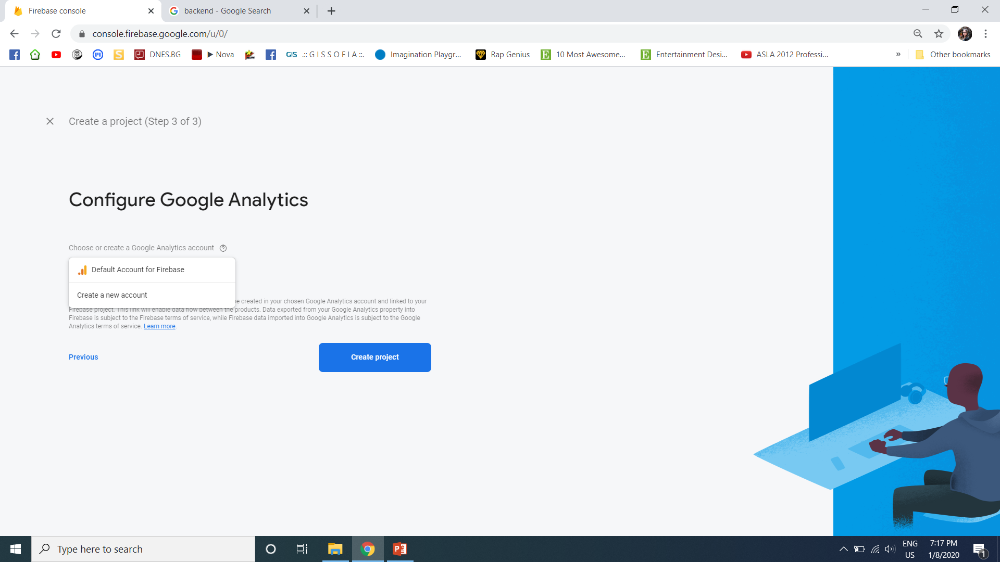 Firebase console
backend - Google Search
console.firebase.google.com/u/0/
DNES.BG
Nova
GIS .:: G I S S O F I A ::.
Imagination Playgr...
Rap Genius
10 Most Awesome...
Entertainment Desi...
ASLA 2012 Professi...
»
Other bookmarks
Create a project (Step 3 of 3)
Configure Google Analytics
Choose or create a Google Analytics account
Default Account for Firebase
Create a new account
be created in your chosen Google Analytics account and linked to your
Firebase project. This link will enable data flow between the products. Data exported from your Google Analytics property into
Firebase is subject to the Firebase terms of service, while Firebase data imported into Google Analytics is subject to the Google
Analytics terms of service. Learn more.
Previous
Create project
Type here to search
ENG
US
7:17 PM
1/8/2020
1